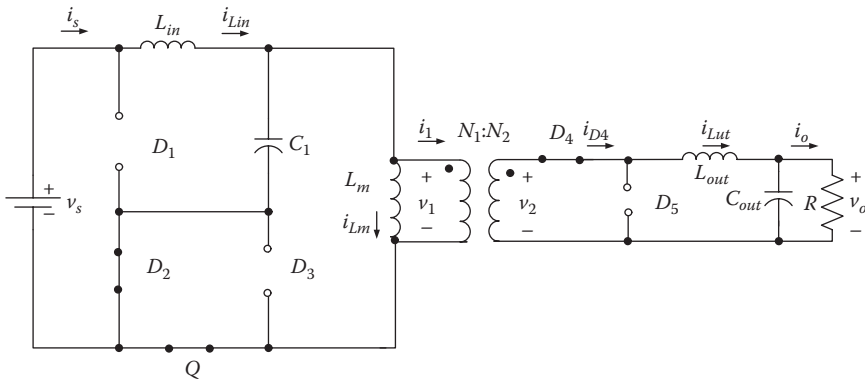 i_s
L_in
i_Lin
D_1
C_1
v_s
+
−
D_2
D_3
Q
L_m
i_Lm
i_1
N_1:N_2
+
v_1
−
+
v_2
−
D_4
i_D4
D_5
i_Lut
L_out
i_o
C_out
R
+
v_o
−